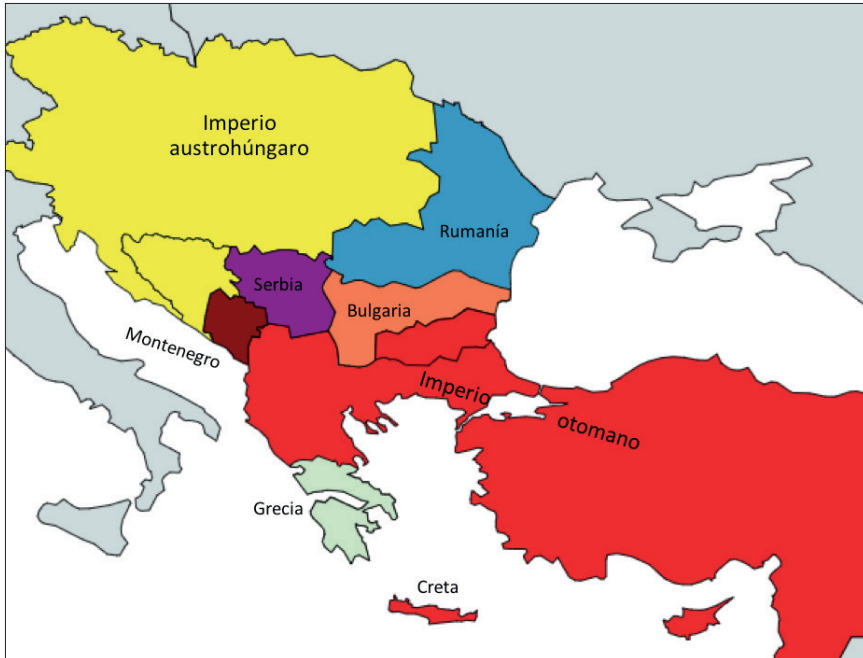 Imperio
austrohúngaro
Rumanía
Serbia
Bulgaria
Montenegro
Imperio
otomano
Grecia
Creta